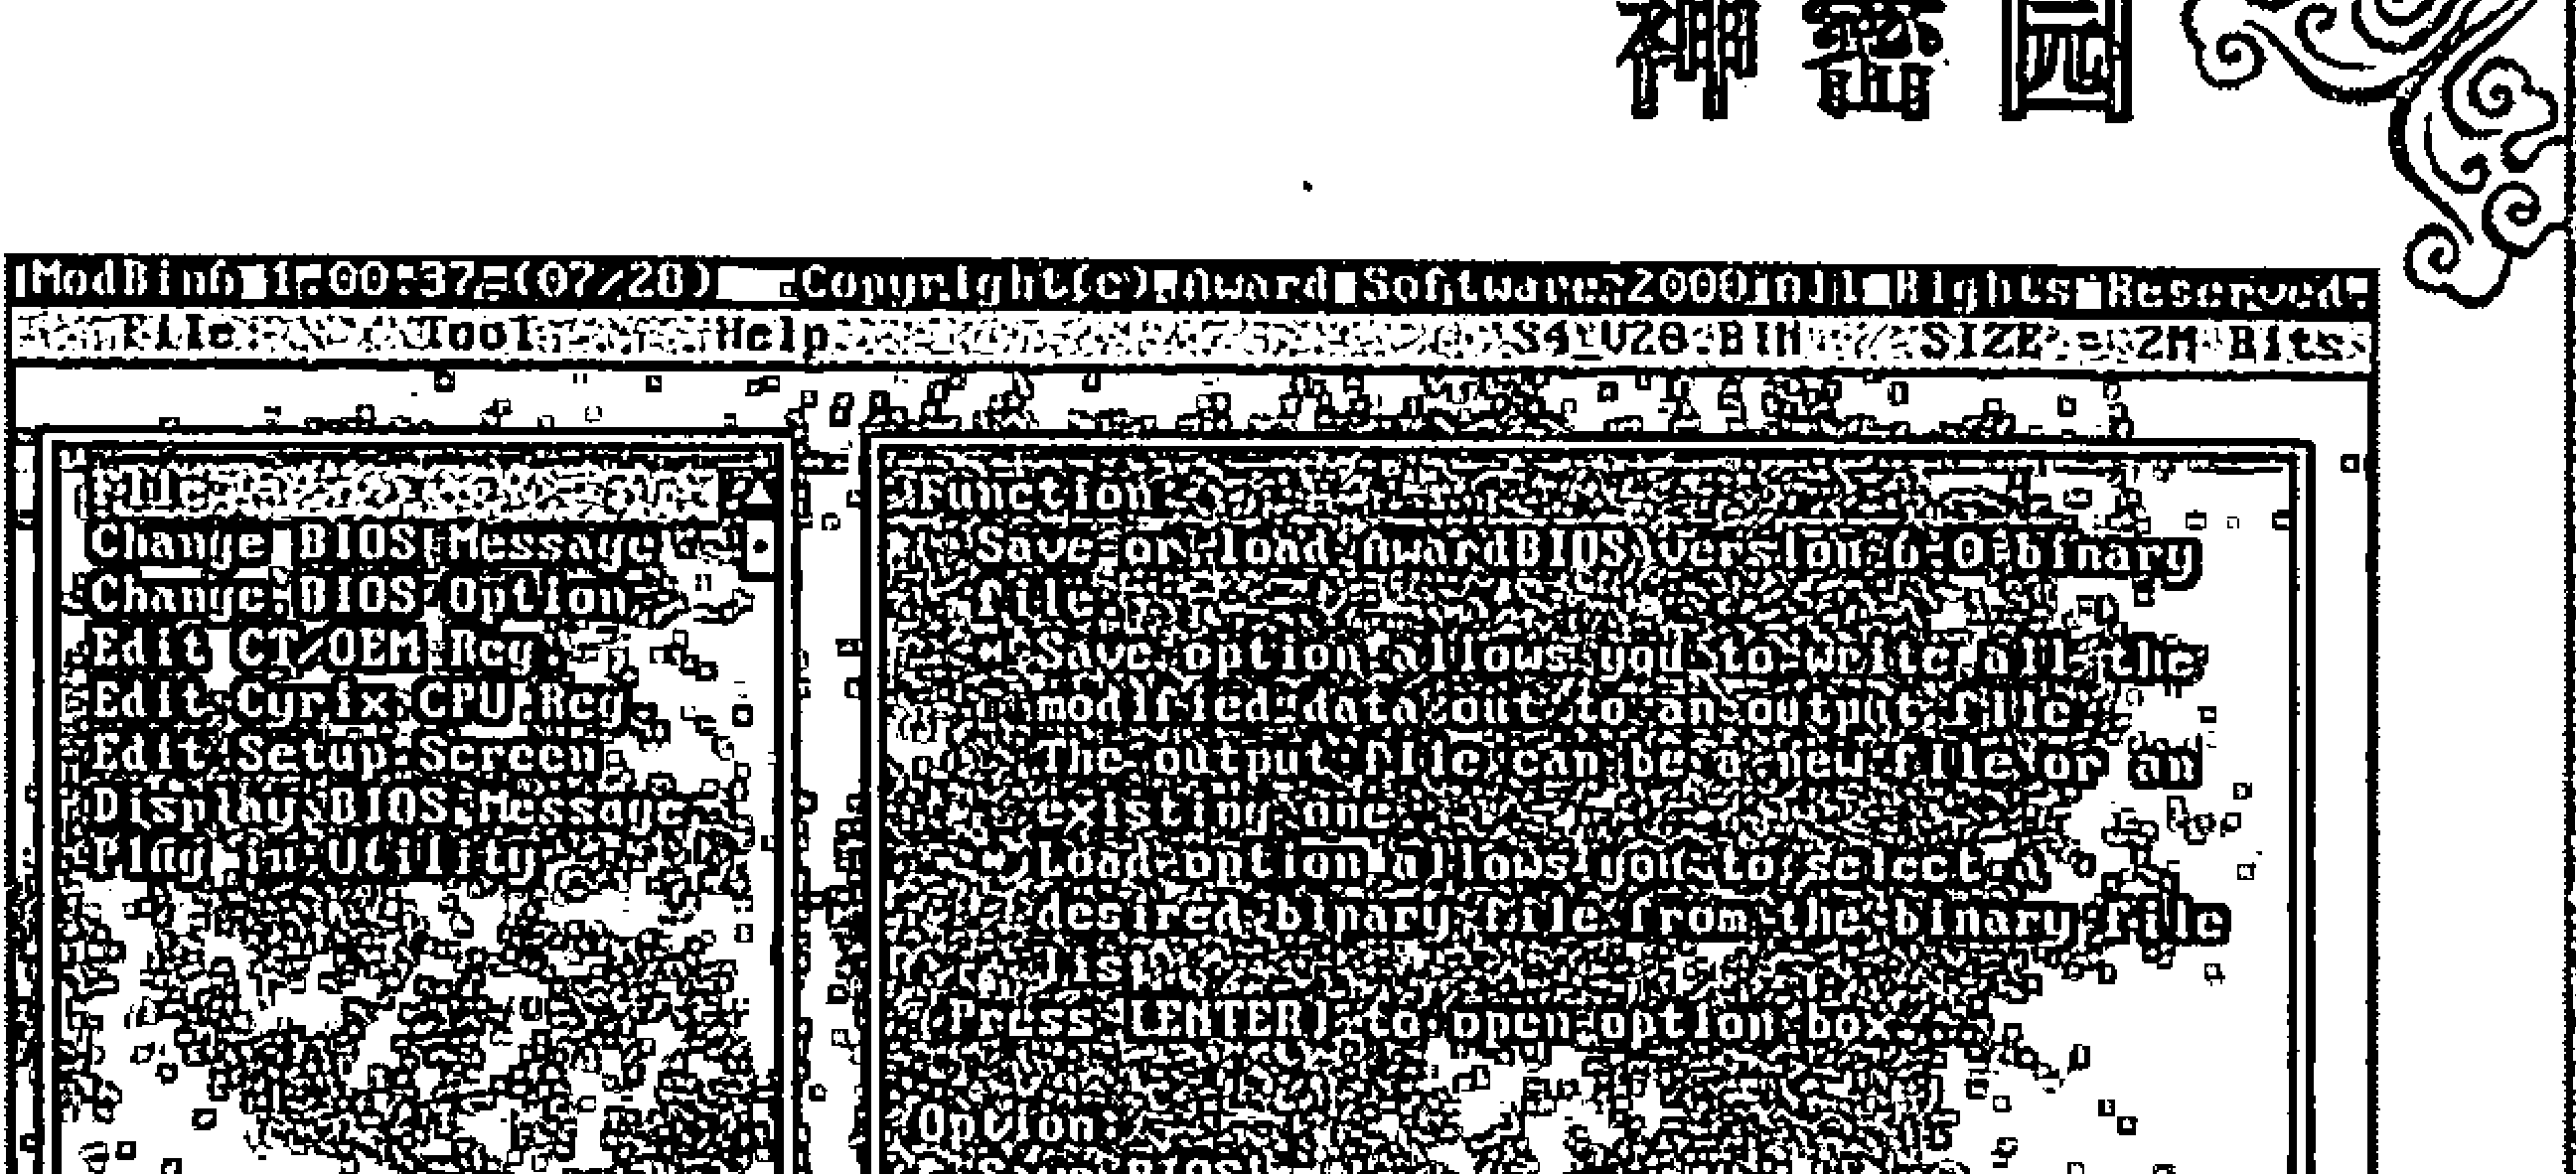 神密园
ModBin6 1.00.37 (07/28) Copyright(c) Award Software 2000 All Rights Reserved.
File Tool Help S4_V20.BIN / SIZE = 2M Bits
File
Change BIOS Message
Change BIOS Option
Edit CT/OEM Reg.
Edit Cyrix CPU Reg.
Edit Setup Screen
Display BIOS Message
Plug in Utility
Function
Save or load AwardBIOS version 6.0 binary
file.
* Save option allows you to write all the
modified data out to an output file.
The output file can be a new file or an
existing one.
* Load option allows you to select a
desired binary file from the binary file
list.
Press [ENTER] to open option box.
Option: